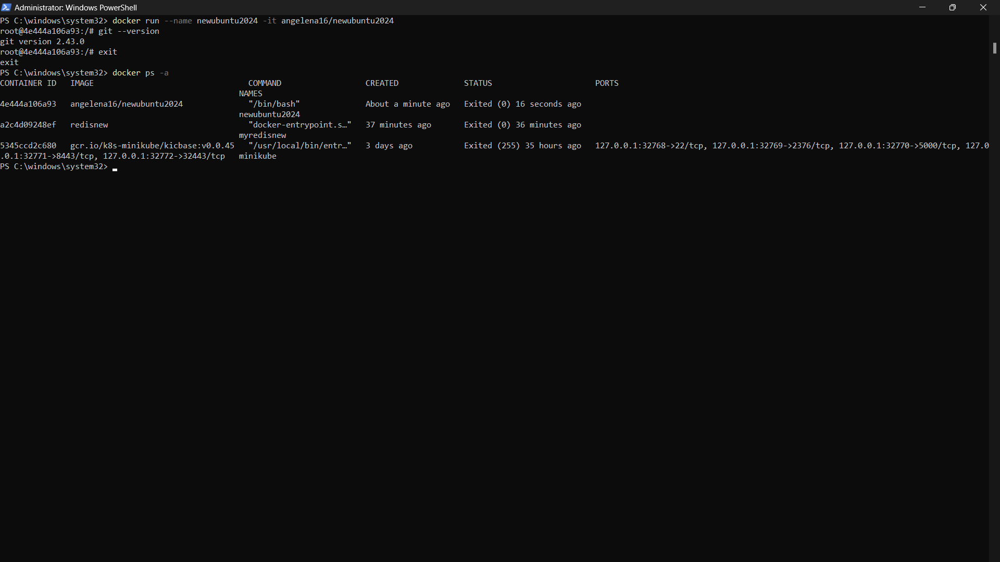 Administrator: Windows PowerShell
PS C:\windows\system32> docker run --name newubuntu2024 -it angelena16/newubuntu2024
root@4e444a106a93:/# git --version
git version 2.43.0
root@4e444a106a93:/# exit
exit
PS C:\windows\system32> docker ps -a
CONTAINER ID   IMAGE                                 COMMAND                  CREATED              STATUS                      PORTS
NAMES
4e444a106a93   angelena16/newubuntu2024              "/bin/bash"              About a minute ago   Exited (0) 16 seconds ago
newubuntu2024
a2c4d09248ef   redisnew                              "docker-entrypoint.s…"   37 minutes ago       Exited (0) 36 minutes ago
myredisnew
5345ccd2c680   gcr.io/k8s-minikube/kicbase:v0.0.45   "/usr/local/bin/entr…"   3 days ago           Exited (255) 35 hours ago   127.0.0.1:32768->22/tcp, 127.0.0.1:32769->2376/tcp, 127.0.0.1:32770->5000/tcp, 127.0
.0.1:32771->8443/tcp, 127.0.0.1:32772->32443/tcp   minikube
PS C:\windows\system32>